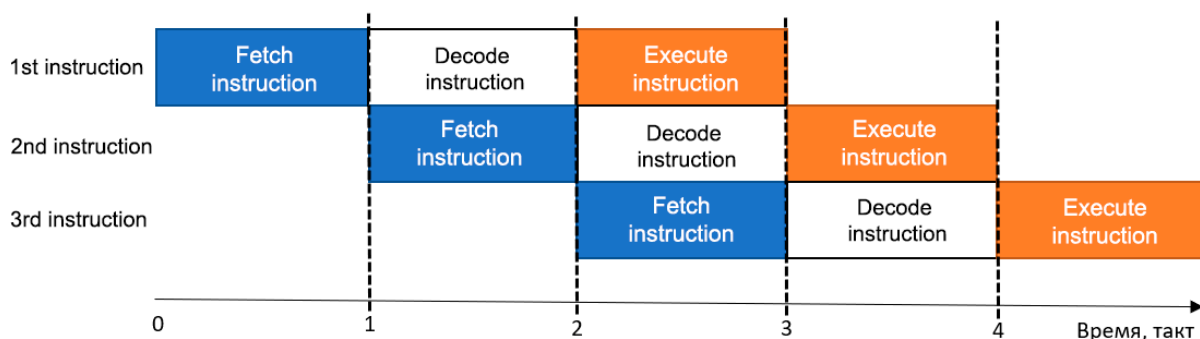 1st instruction
Fetch
instruction
Decode
instruction
Execute
instruction
2nd instruction
Fetch
instruction
Decode
instruction
Execute
instruction
3rd instruction
Fetch
instruction
Decode
instruction
Execute
instruction
0 1 2 3 4 Время, такт